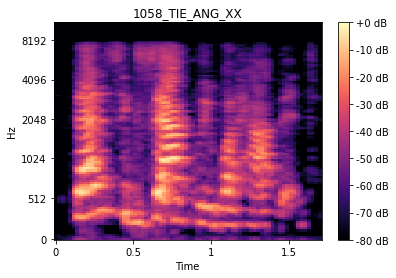 1058_TIE_ANG_XX
+0 dB
8192
-10 dB
4096
-20 dB
-30 dB
2048
Hz
-40 dB
1024
-50 dB
512
-60 dB
-70 dB
0
-80 dB
0
0.5
1
1.5
Time